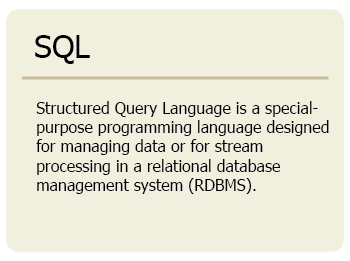 SQL
Structured Query Language is a special-
purpose programming language designed
for managing data or for stream
processing in a relational database
management system (RDBMS).